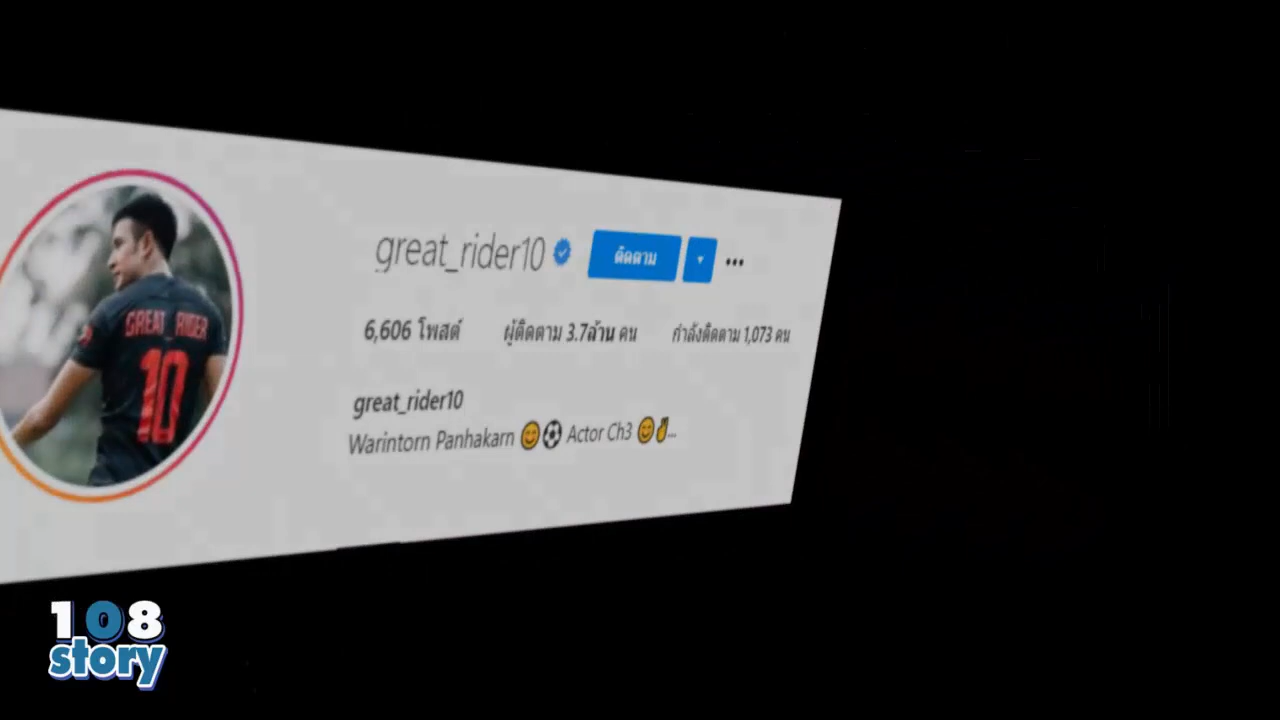 great_rider10
ติดตาม
6,606 โพสต์ ผู้ติดตาม 3.7ล้าน คน กำลังติดตาม 1,073 คน
great_rider10
Warintorn Panhakarn 😊⚽ Actor Ch3 😊✌...
GREAT_RIDER
10
108
story